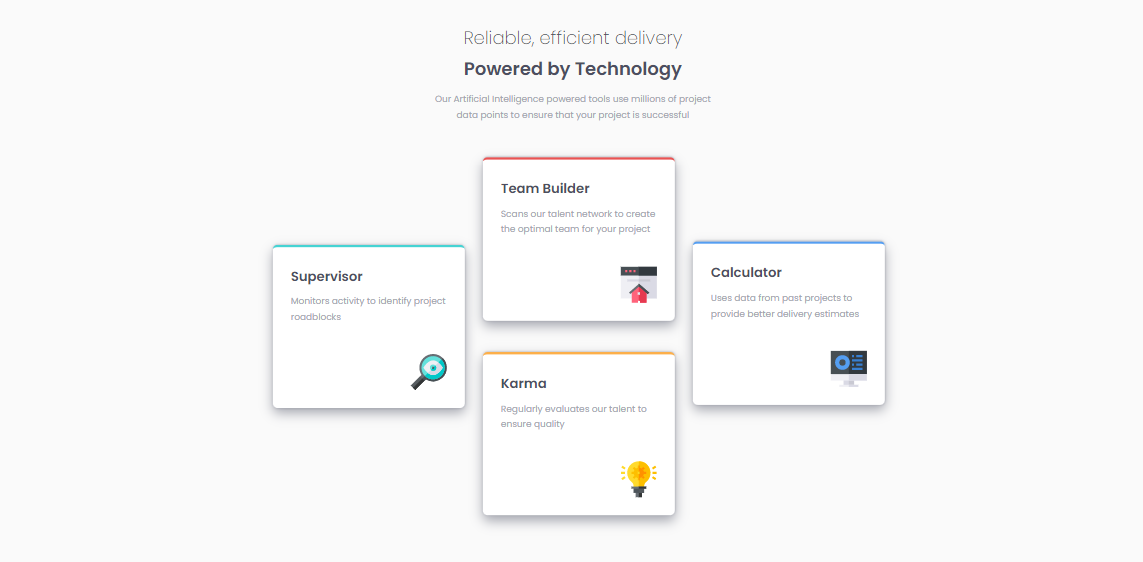 Reliable, efficient delivery
Powered by Technology
Our Artificial Intelligence powered tools use millions of project
data points to ensure that your project is successful
Supervisor
Monitors activity to identify project
roadblocks
Team Builder
Scans our talent network to create
the optimal team for your project
Karma
Regularly evaluates our talent to
ensure quality
Calculator
Uses data from past projects to
provide better delivery estimates